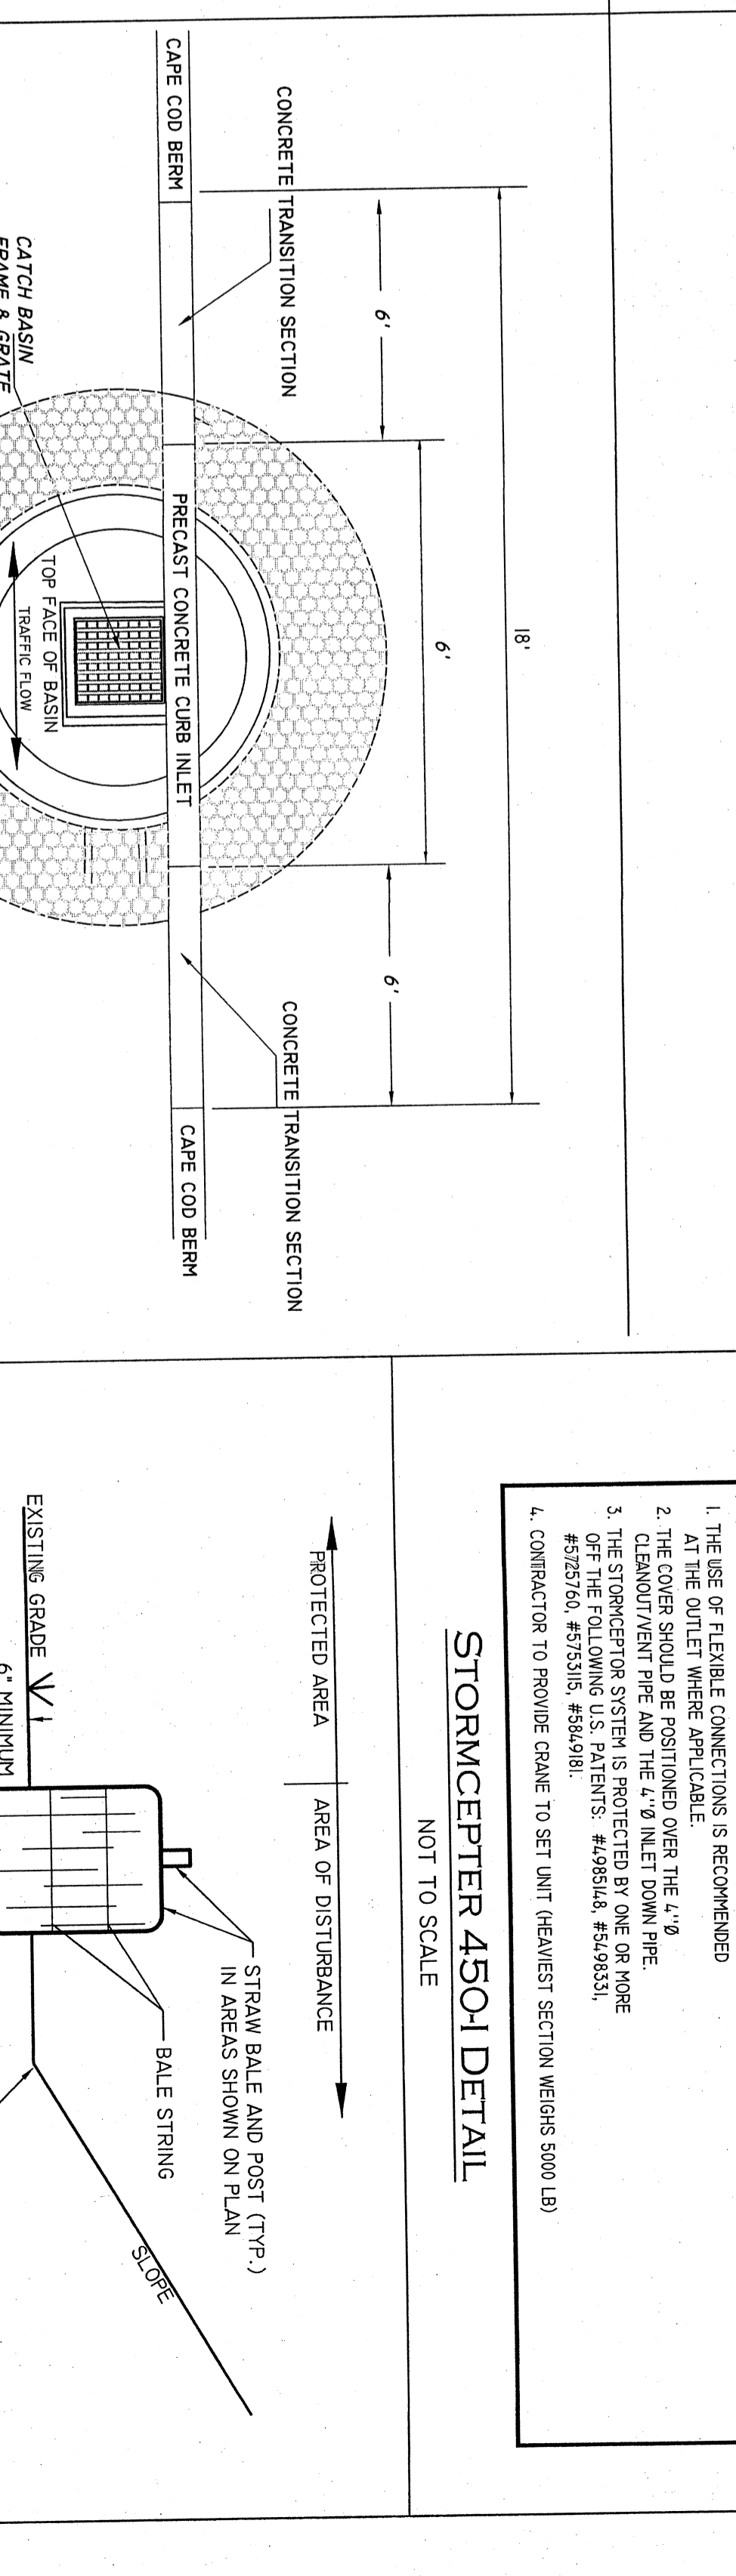 CAPE COD BERM
CONCRETE TRANSITION SECTION
6'
18'
6'
6'
CATCH BASIN
FRAME & GRATE
PRECAST CONCRETE CURB INLET
TOP FACE OF BASIN
TRAFFIC FLOW
CONCRETE TRANSITION SECTION
CAPE COD BERM
1. THE USE OF FLEXIBLE CONNECTIONS IS RECOMMENDED
AT THE OUTLET WHERE APPLICABLE.
2. THE COVER SHOULD BE POSITIONED OVER THE 4"Ø
CLEANOUT/VENT PIPE AND THE 4"Ø INLET DOWN PIPE.
3. THE STORMCEPTOR SYSTEM IS PROTECTED BY ONE OR MORE
OFF THE FOLLOWING U.S. PATENTS: #4985148, #5498331,
#5725760, #5753115, #5849181.
4. CONTRACTOR TO PROVIDE CRANE TO SET UNIT (HEAVIEST SECTION WEIGHS 5000 LB)
STORMCEPTER 450-I DETAIL
NOT TO SCALE
PROTECTED AREA
AREA OF DISTURBANCE
STRAW BALE AND POST (TYP.)
IN AREAS SHOWN ON PLAN
BALE STRING
SLOPE
EXISTING GRADE
6" MINIMUM